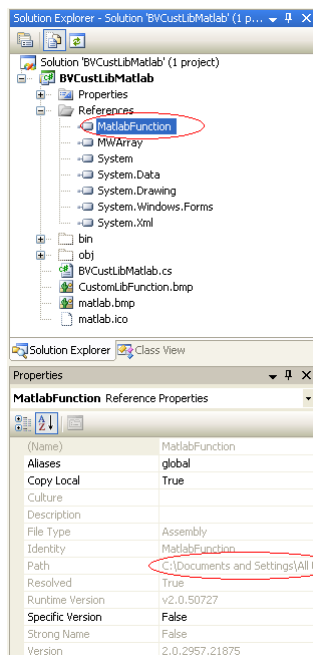 Solution Explorer - Solution 'BVCustLibMatlab' (1 p...
Solution 'BVCustLibMatlab' (1 project)
BVCustLibMatlab
Properties
References
MatlabFunction
MWArray
System
System.Data
System.Drawing
System.Windows.Forms
System.Xml
bin
obj
BVCustLibMatlab.cs
CustomLibFunction.bmp
matlab.bmp
matlab.ico
Solution Explorer Class View
Properties
MatlabFunction Reference Properties
(Name) MatlabFunction
Aliases global
Copy Local True
Culture
Description
File Type Assembly
Identity MatlabFunction
Path C:\Documents and Settings\All
Resolved True
Runtime Version v2.0.50727
Specific Version False
Strong Name False
Version 2.0.2957.21875